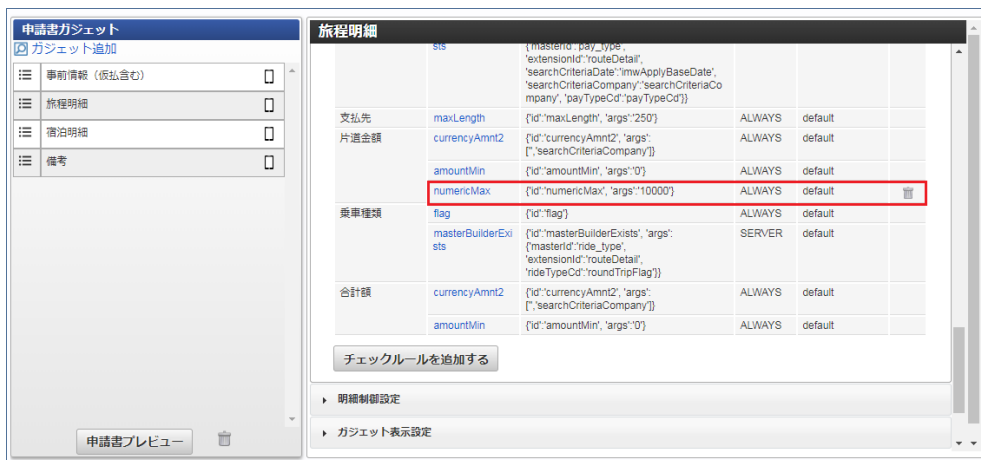 申請書ガジェット
ガジェット追加
事前情報（仮払含む）
旅程明細
宿泊明細
備考
申請書プレビュー
旅程明細
sts {'masterId':'pay_type',
'extensionId':'routeDetail',
'searchCriteriaDate':'imwApplyBaseDate',
'searchCriteriaCompany':'searchCriteriaCo
mpany', 'payTypeCd':'payTypeCd'}}
支払先 maxLength {'id':'maxLength', 'args':'250'} ALWAYS default
片道金額 currencyAmnt2 {'id':'currencyAmnt2', 'args': ALWAYS default
['','searchCriteriaCompany']}
amountMin {'id':'amountMin', 'args':'0'} ALWAYS default
numericMax {'id':'numericMax', 'args':'10000'} ALWAYS default
乗車種類 flag {'id':'flag'} ALWAYS default
masterBuilderExi {'id':'masterBuilderExists', 'args': SERVER default
sts {'masterId':'ride_type',
'extensionId':'routeDetail',
'rideTypeCd':'roundTripFlag'}}
合計額 currencyAmnt2 {'id':'currencyAmnt2', 'args': ALWAYS default
['','searchCriteriaCompany']}
amountMin {'id':'amountMin', 'args':'0'} ALWAYS default
チェックルールを追加する
明細制御設定
ガジェット表示設定